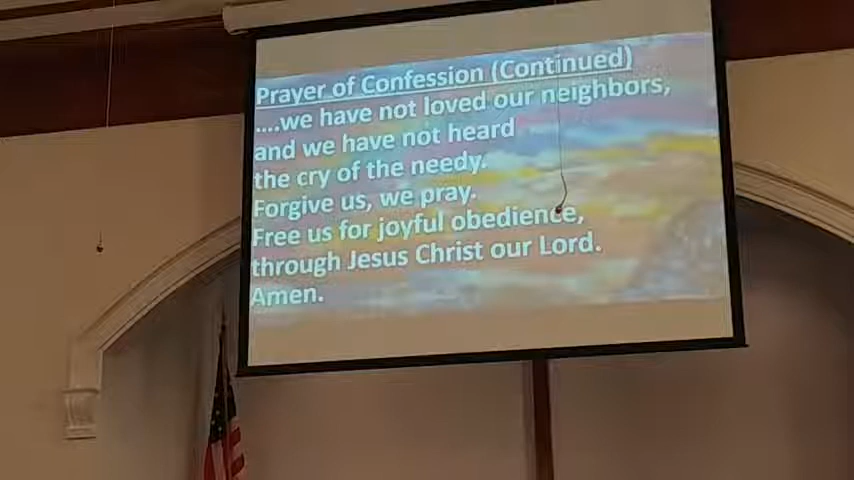 Prayer of Confession (Continued)
....we have not loved our neighbors,
and we have not heard
the cry of the needy.
Forgive us, we pray.
Free us for joyful obedience,
through Jesus Christ our Lord.
Amen.